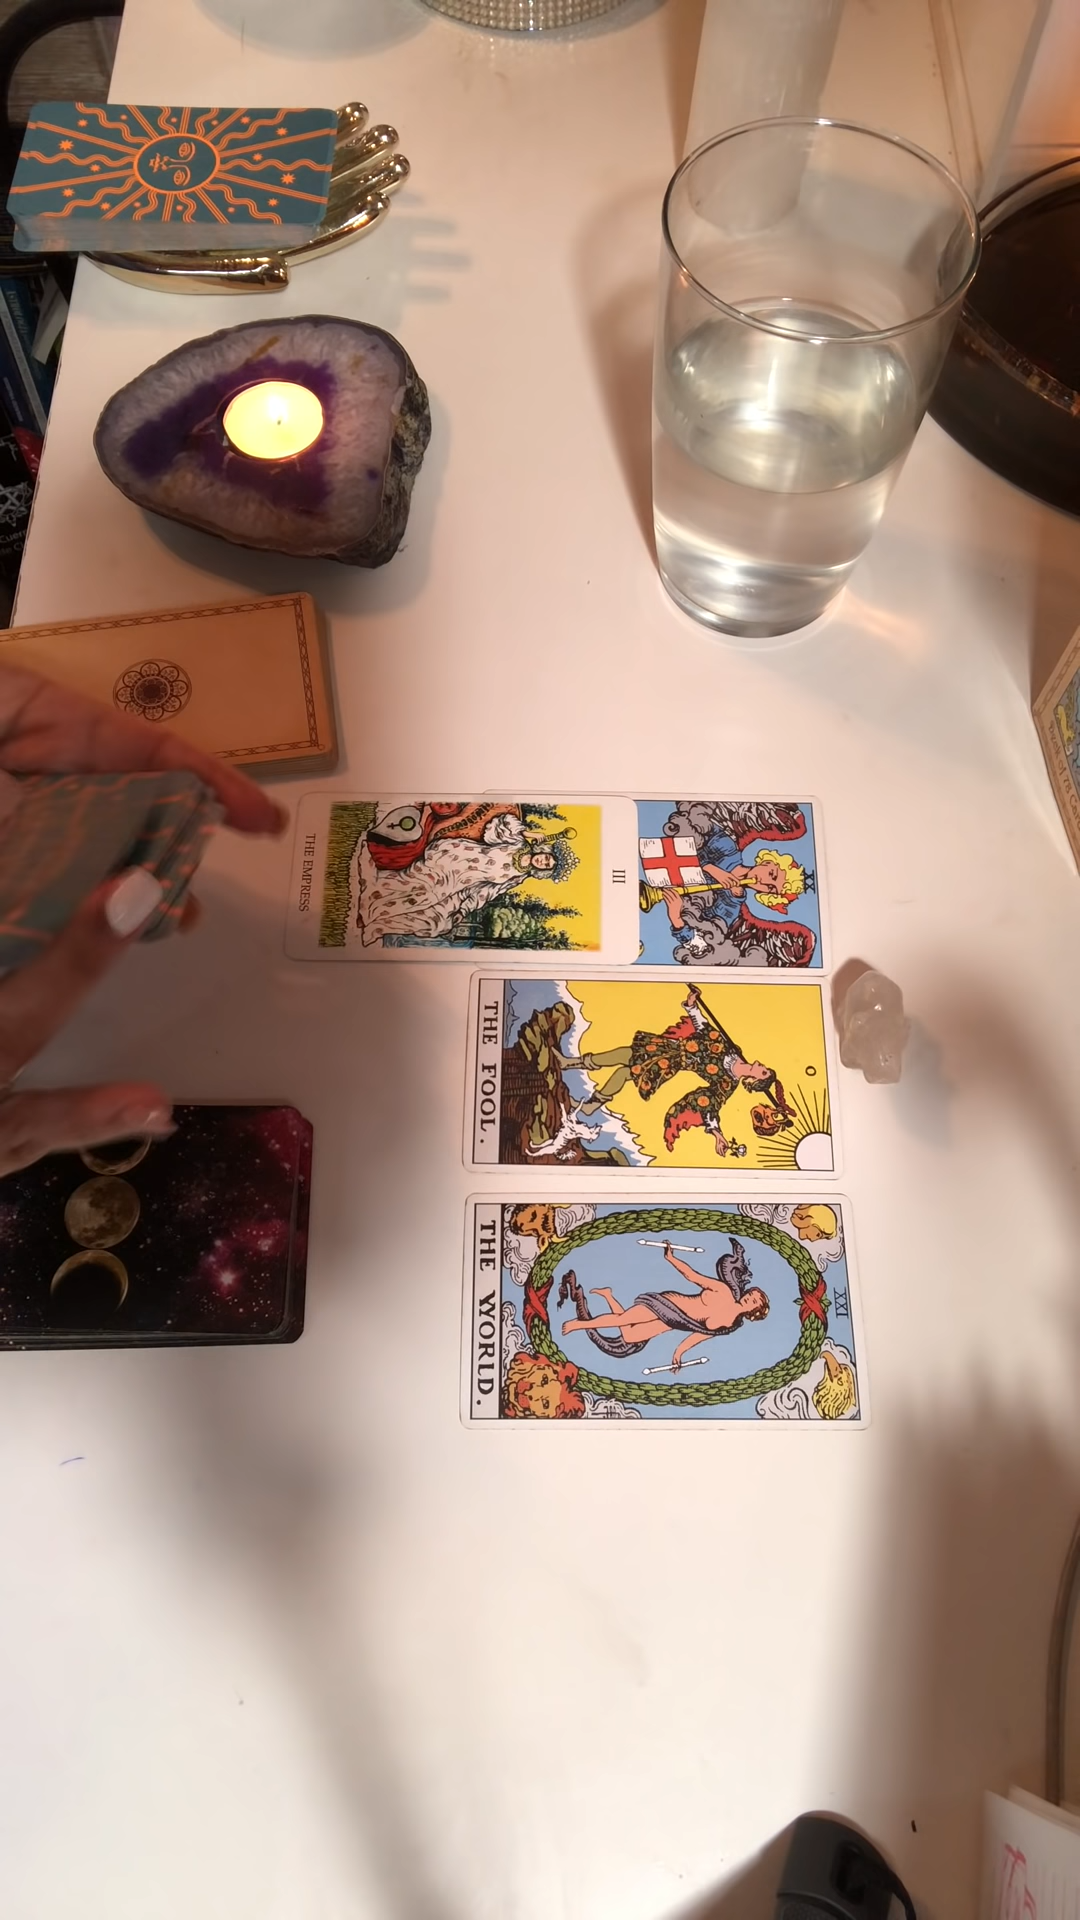 THE EMPRESS
III
XX
THE FOOL.
0
THE WORLD.
XXI